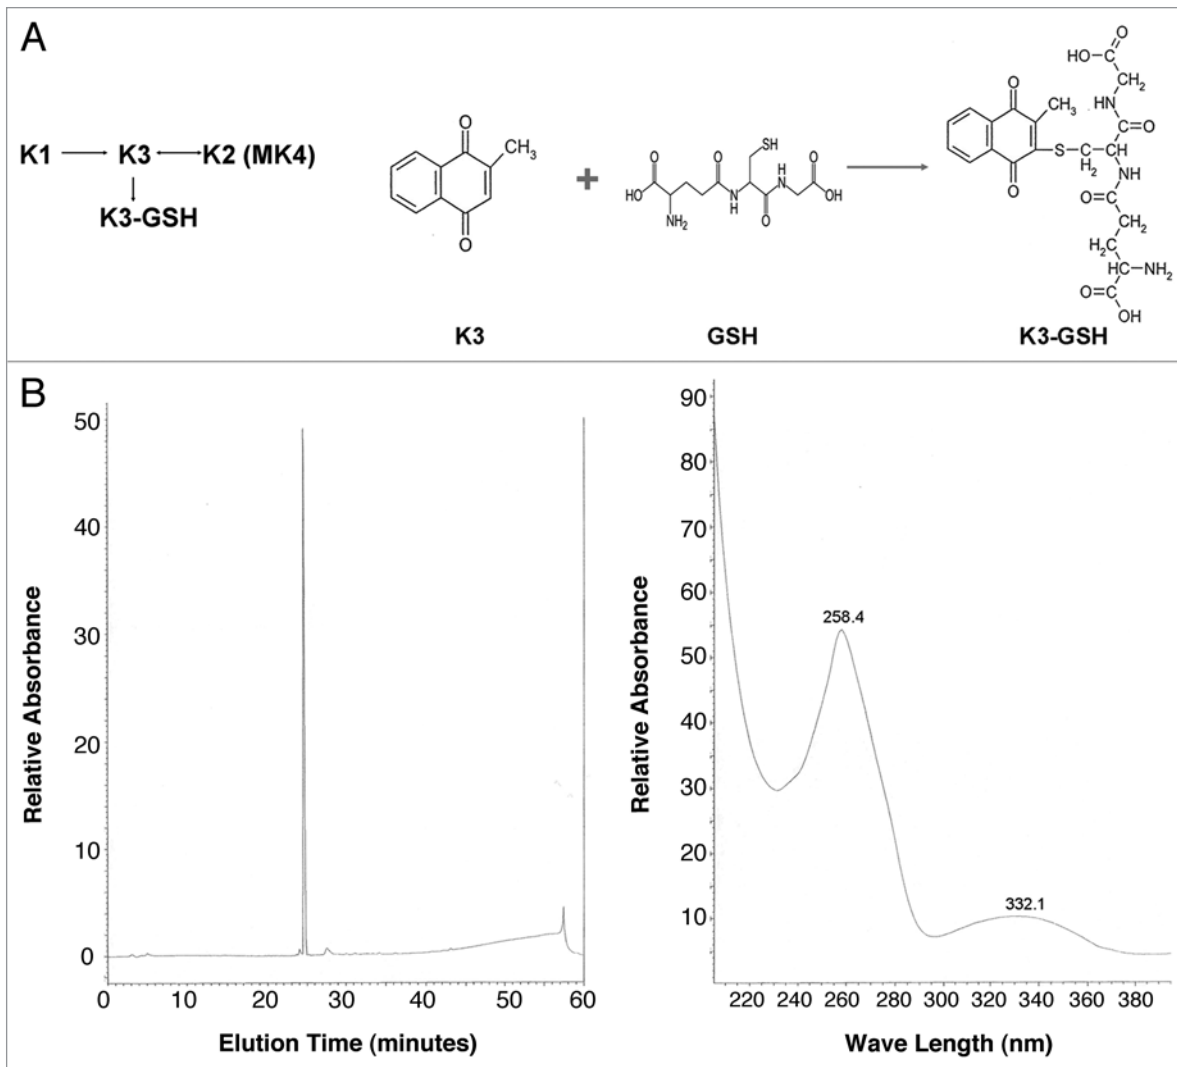 A
K1 K3 K2 (MK4)
K3-GSH
O
CH3
O
+
SH
O
O
H
N
O
HO
N
H
OH
NH2
O
O
HO-C
CH2
HN
O
CH3
C=O
S
C
CH
H2
NH
O
O=C
CH2
H2C
HC-NH2
O=C
OH
K3
GSH
K3-GSH
B
50
40
30
20
10
0
0 10 20 30 40 50 60
Relative Absorbance
Elution Time (minutes)
90
80
70
60
50
40
30
20
10
258.4
332.1
220 240 260 280 300 320 340 360 380
Relative Absorbance
Wave Length (nm)